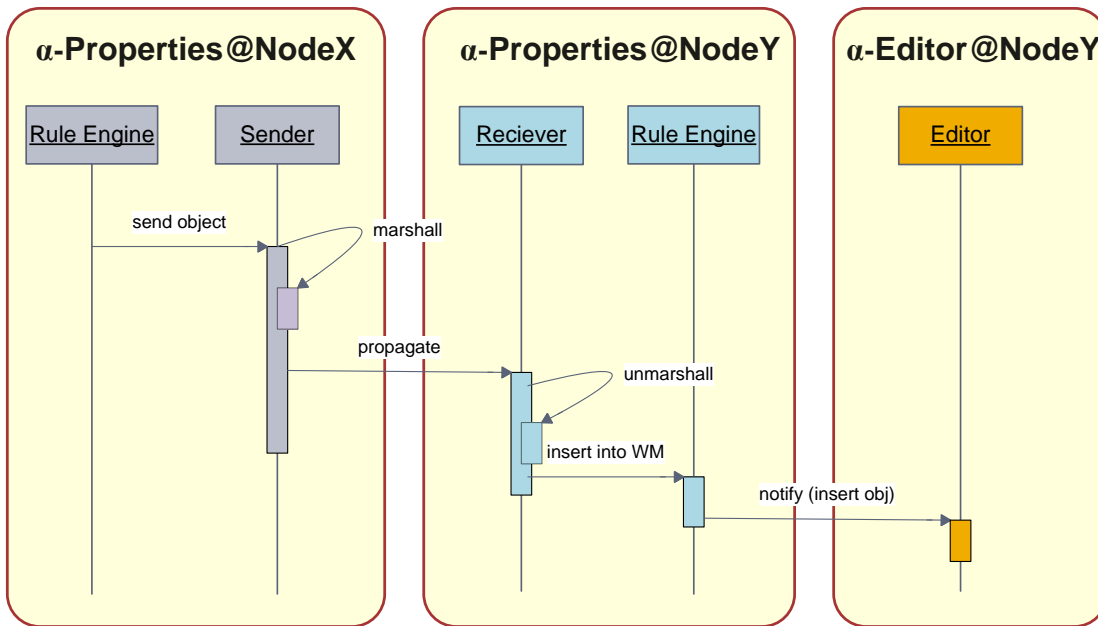 α-Properties@NodeX
α-Properties@NodeY
α-Editor@NodeY
Rule Engine
Sender
Reciever
Rule Engine
Editor
send object
marshall
propagate
unmarshall
insert into WM
notify (insert obj)